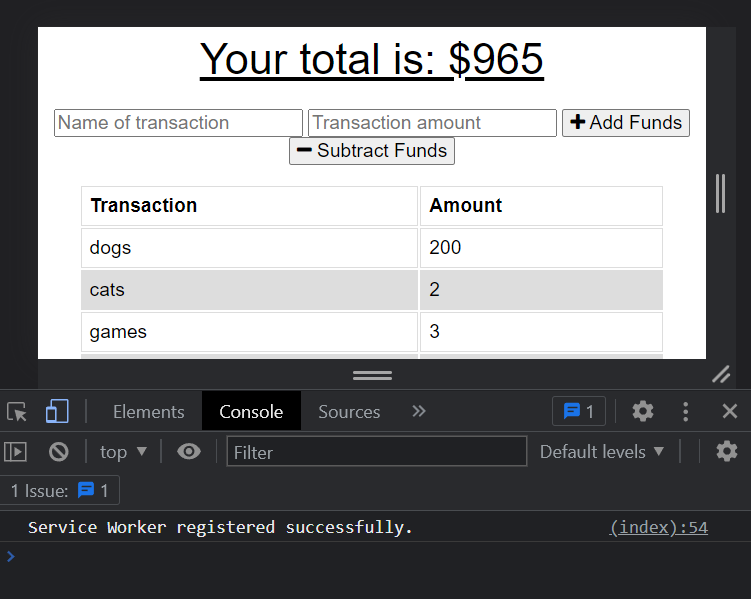 Your total is: $965
Name of transaction Transaction amount Add Funds
Subtract Funds
Transaction Amount
dogs 200
cats 2
games 3
Elements Console Sources » 1
top ▼ Filter Default levels ▼
1 Issue: 1
Service Worker registered successfully. (index):54